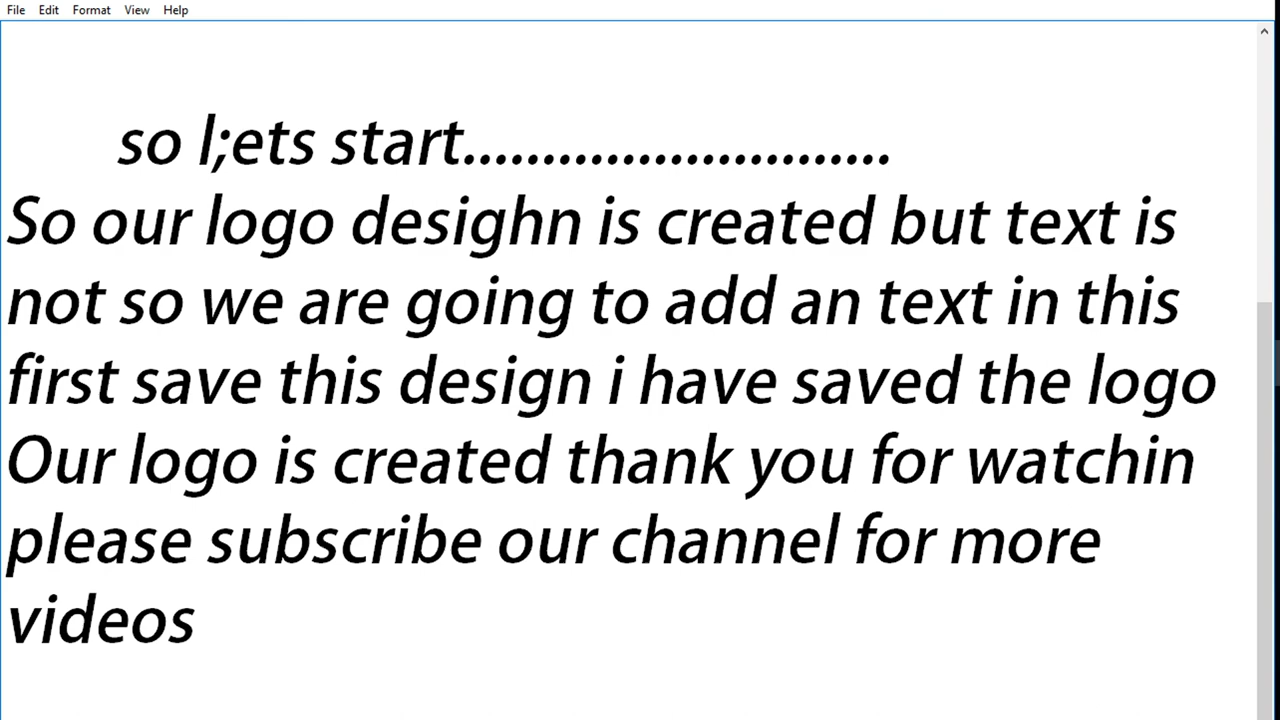 File Edit Format View Help
so l;ets start...........................
So our logo desighn is created but text is
not so we are going to add an text in this
first save this design i have saved the logo
Our logo is created thank you for watchin
please subscribe our channel for more
videos